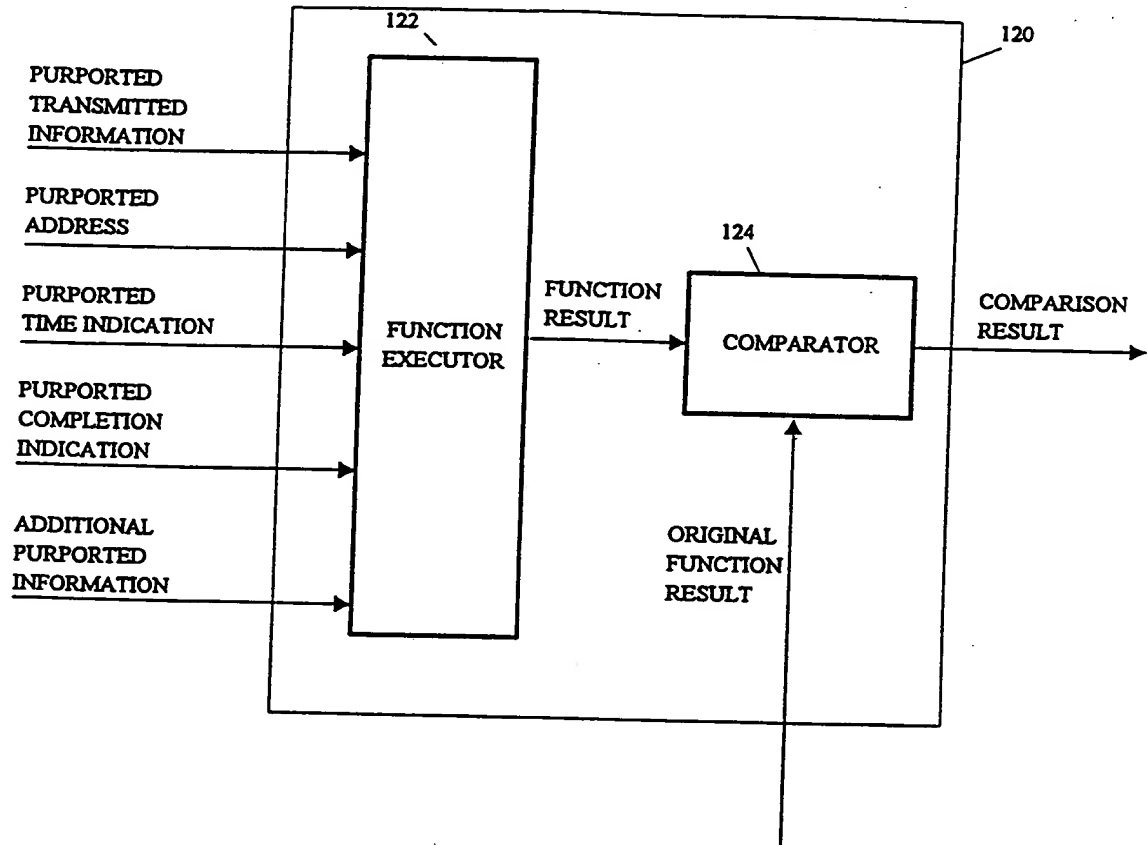 122
120
PURPORTED
TRANSMITTED
INFORMATION
PURPORTED
ADDRESS
124
PURPORTED
TIME INDICATION
FUNCTION
EXECUTOR
FUNCTION
RESULT
COMPARATOR
COMPARISON
RESULT
PURPORTED
COMPLETION
INDICATION
ADDITIONAL
PURPORTED
INFORMATION
ORIGINAL
FUNCTION
RESULT